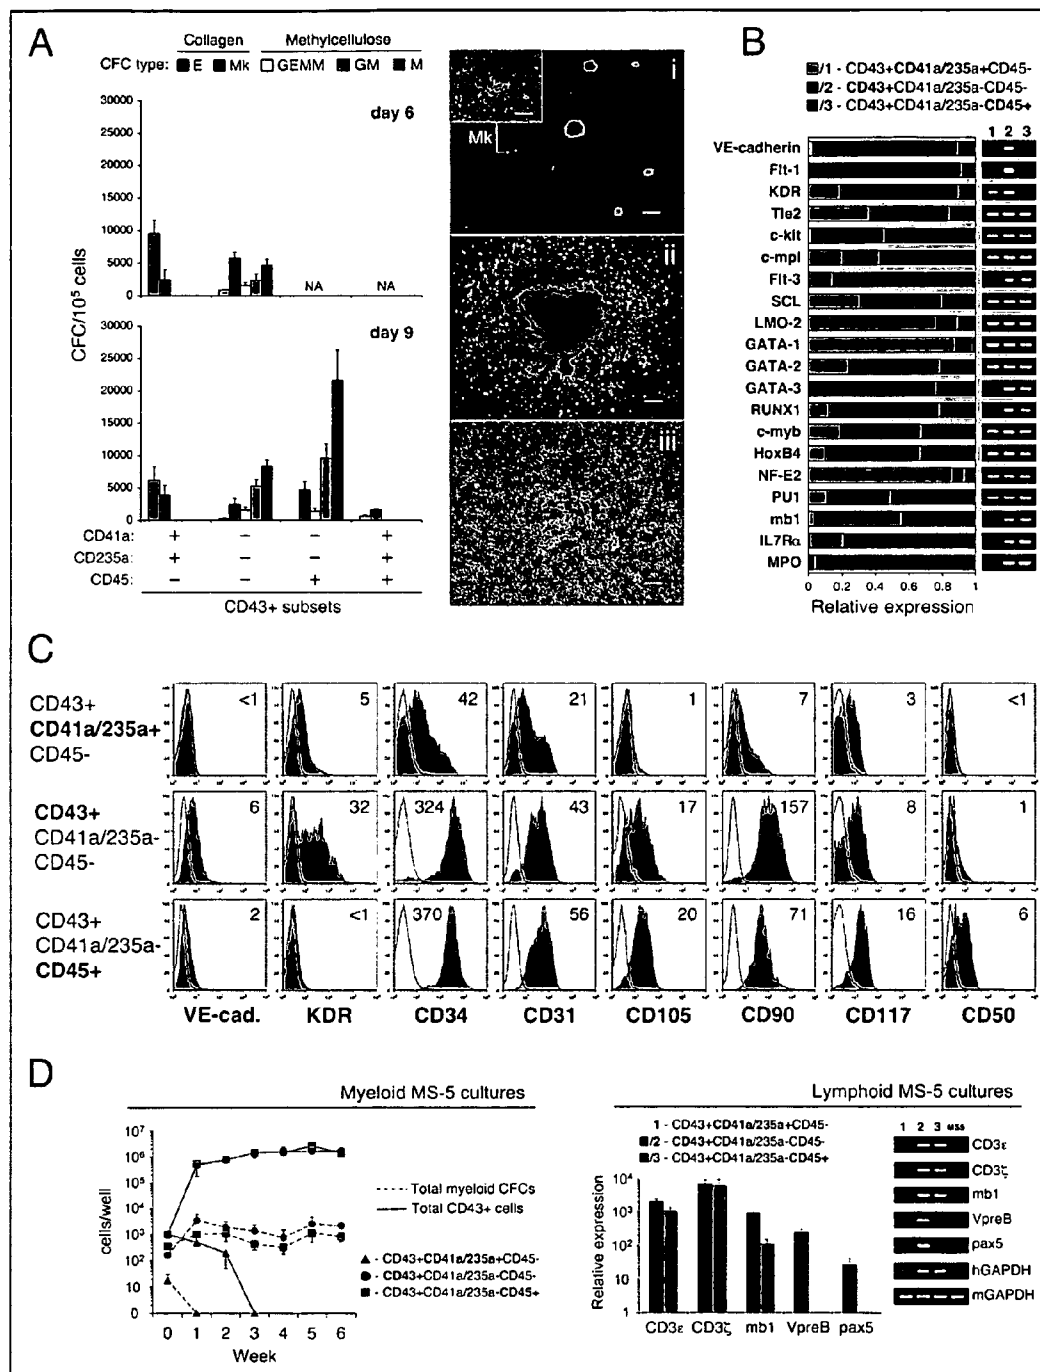 A
Collagen Methylcellulose
CFC type: E Mk GEMM GM M
day 6
30000
25000
20000
15000
10000
5000
0
NA NA
day 9
30000
25000
20000
15000
10000
5000
0
CFC/10⁵ cells
CD41a: + − − +
CD235a: + − − +
CD45: − − + +
CD43+ subsets
i
Mk
ii
iii
B
/1 - CD43+CD41a/235a+CD45-
/2 - CD43+CD41a/235a-CD45-
/3 - CD43+CD41a/235a-CD45+
1 2 3
VE-cadherin
Flt-1
KDR
Tie2
c-kit
c-mpl
Flt-3
SCL
LMO-2
GATA-1
GATA-2
GATA-3
RUNX1
c-myb
HoxB4
NF-E2
PU1
mb1
IL7Rα
MPO
0 0.2 0.4 0.6 0.8 1
Relative expression
C
CD43+
CD41a/235a+
CD45-
<1 5 42 21 1 7 3 <1
CD43+
CD41a/235a-
CD45-
6 32 324 43 17 157 8 1
CD43+
CD41a/235a-
CD45+
2 <1 370 56 20 71 16 6
VE-cad. KDR CD34 CD31 CD105 CD90 CD117 CD50
D
Myeloid MS-5 cultures
cells/well
10⁷
10⁶
10⁵
10⁴
10³
10²
10
0
0 1 2 3 4 5 6
Week
Total myeloid CFCs
Total CD43+ cells
- CD43+CD41a/235a+CD45-
- CD43+CD41a/235a-CD45-
- CD43+CD41a/235a-CD45+
Lymphoid MS-5 cultures
1 - CD43+CD41a/235a+CD45-
/2 - CD43+CD41a/235a-CD45-
/3 - CD43+CD41a/235a-CD45+
Relative expression
10⁴
10³
10²
10
1
CD3ε CD3ζ mb1 VpreB pax5
1 2 3 MS5
CD3ε
CD3ζ
mb1
VpreB
pax5
hGAPDH
mGAPDH